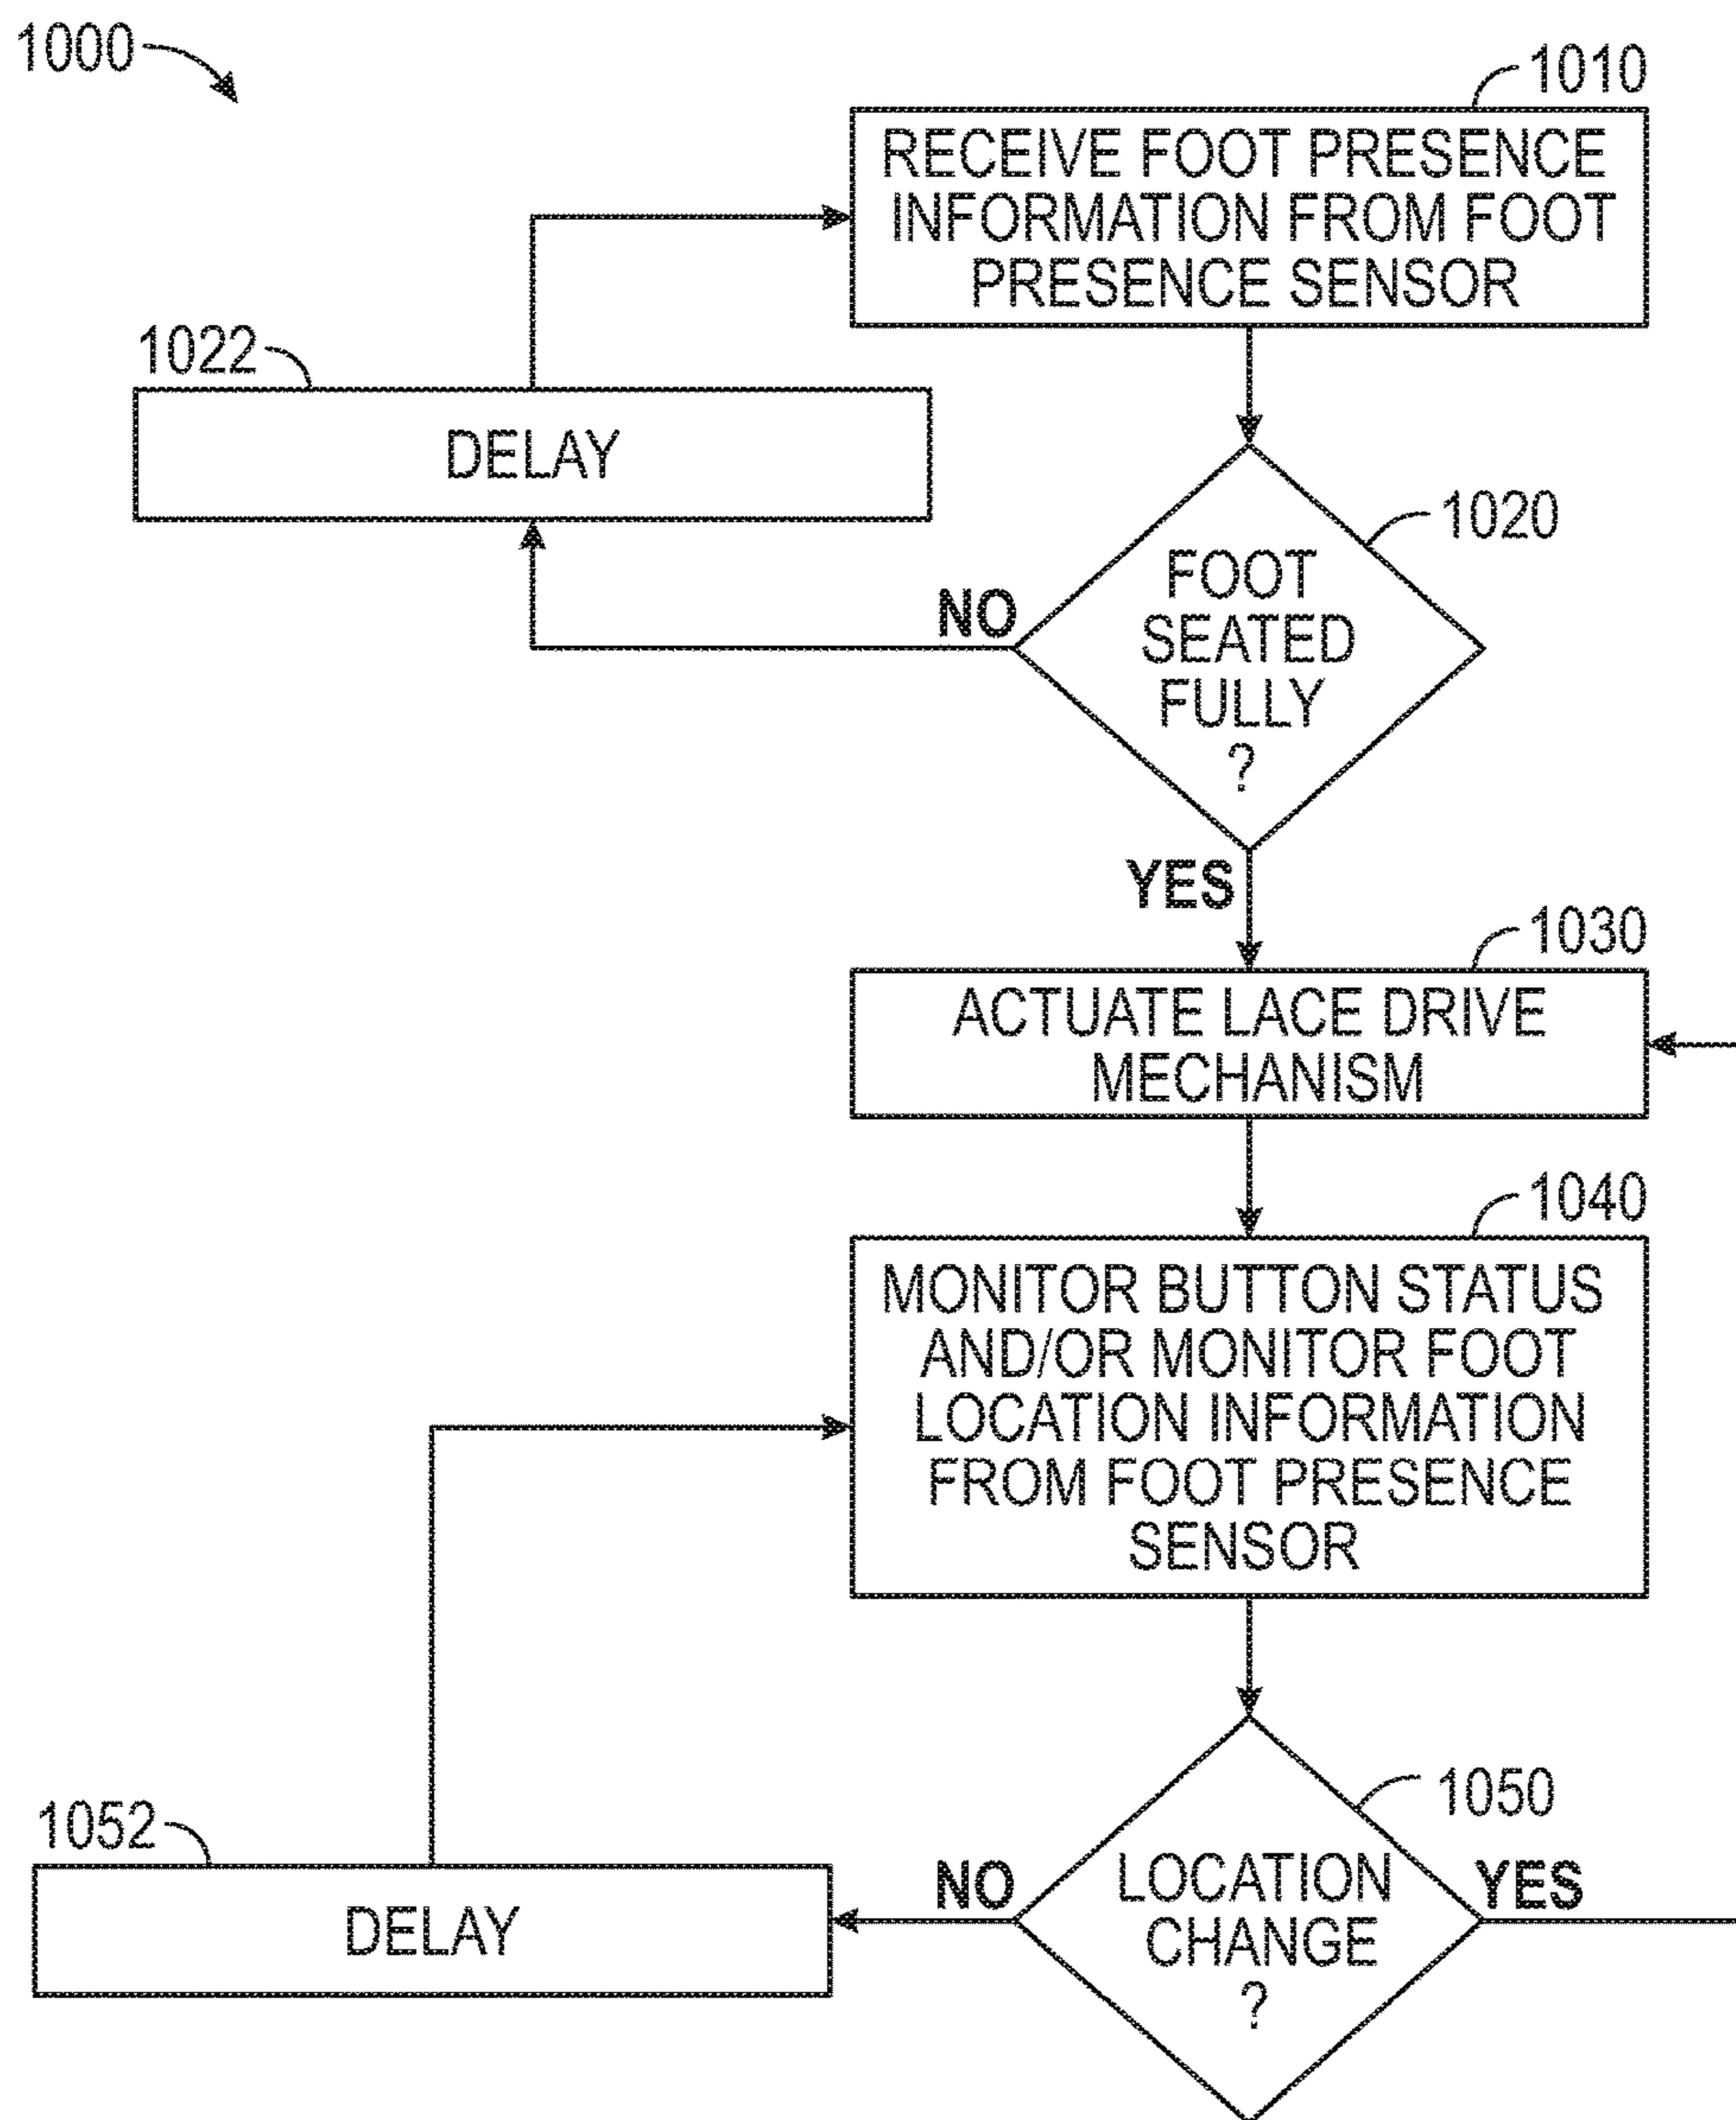 1000
1010
RECEIVE FOOT PRESENCE
INFORMATION FROM FOOT
PRESENCE SENSOR
1022
DELAY
1020
FOOT
SEATED
FULLY
?
NO
YES
1030
ACTUATE LACE DRIVE
MECHANISM
1040
MONITOR BUTTON STATUS
AND/OR MONITOR FOOT
LOCATION INFORMATION
FROM FOOT PRESENCE
SENSOR
1050
LOCATION
CHANGE
?
NO
YES
1052
DELAY